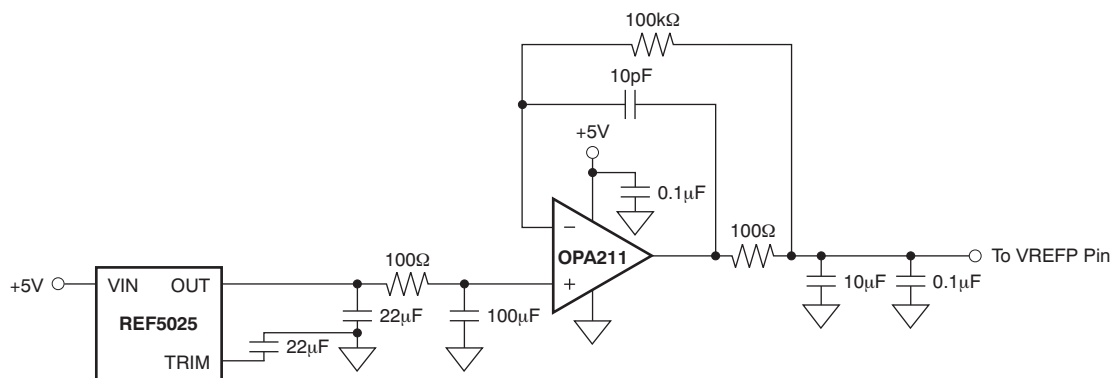 100kΩ
10pF
+5V
0.1μF
100Ω
OPA211
−
+
To VREFP Pin
10μF
0.1μF
100Ω
+5V
VIN
OUT
REF5025
TRIM
22μF
22μF
100μF